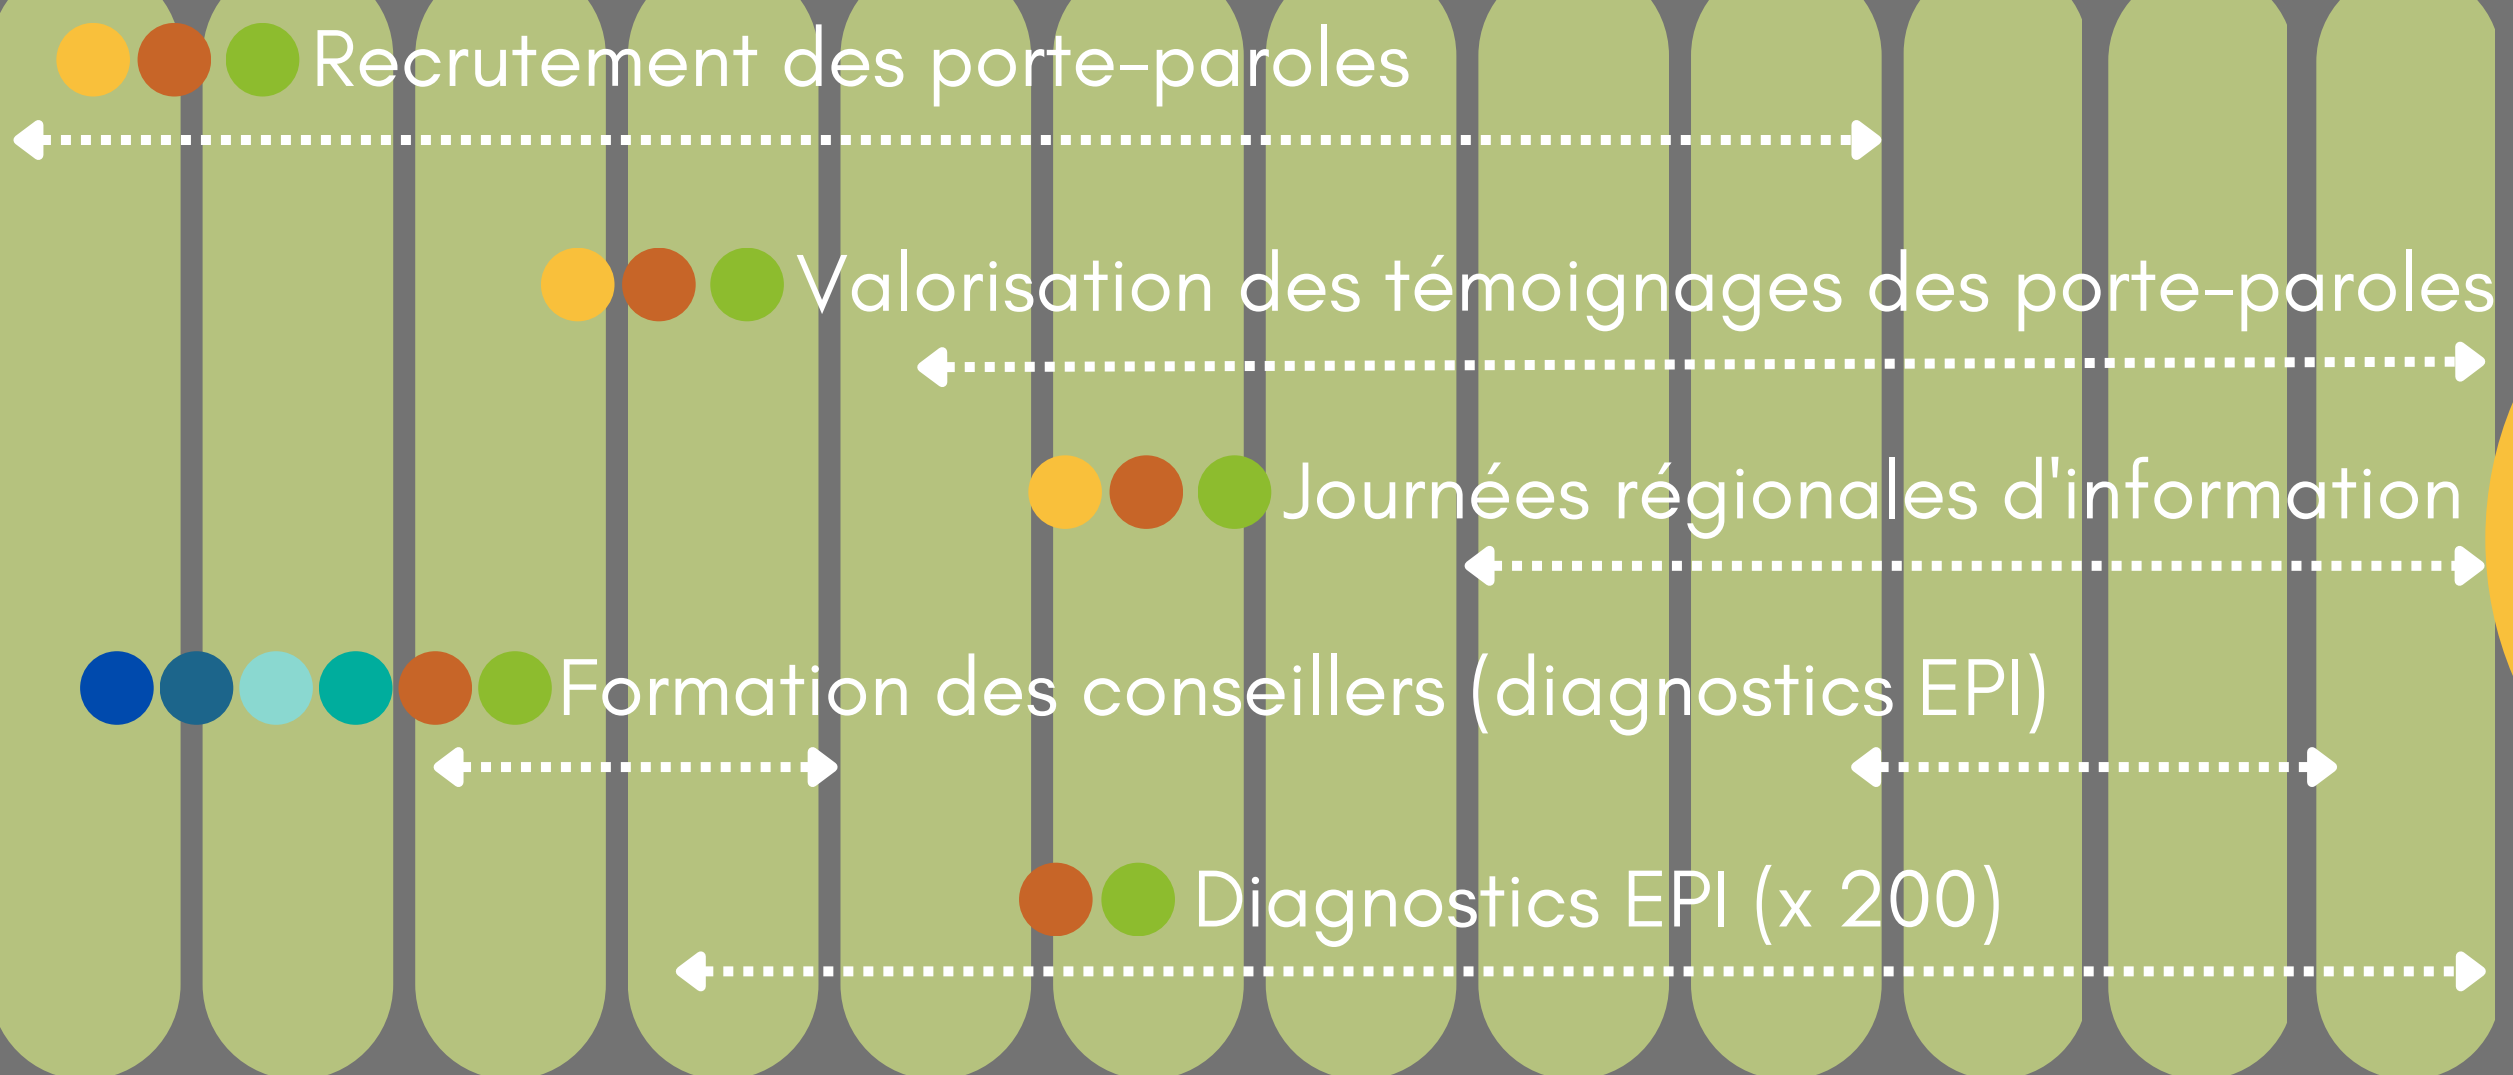 Recrutement des porte-paroles
Valorisation des témoignages des porte-paroles
Journées régionales d'information
Formation des conseillers (diagnostics EPI)
Diagnostics EPI (x 200)